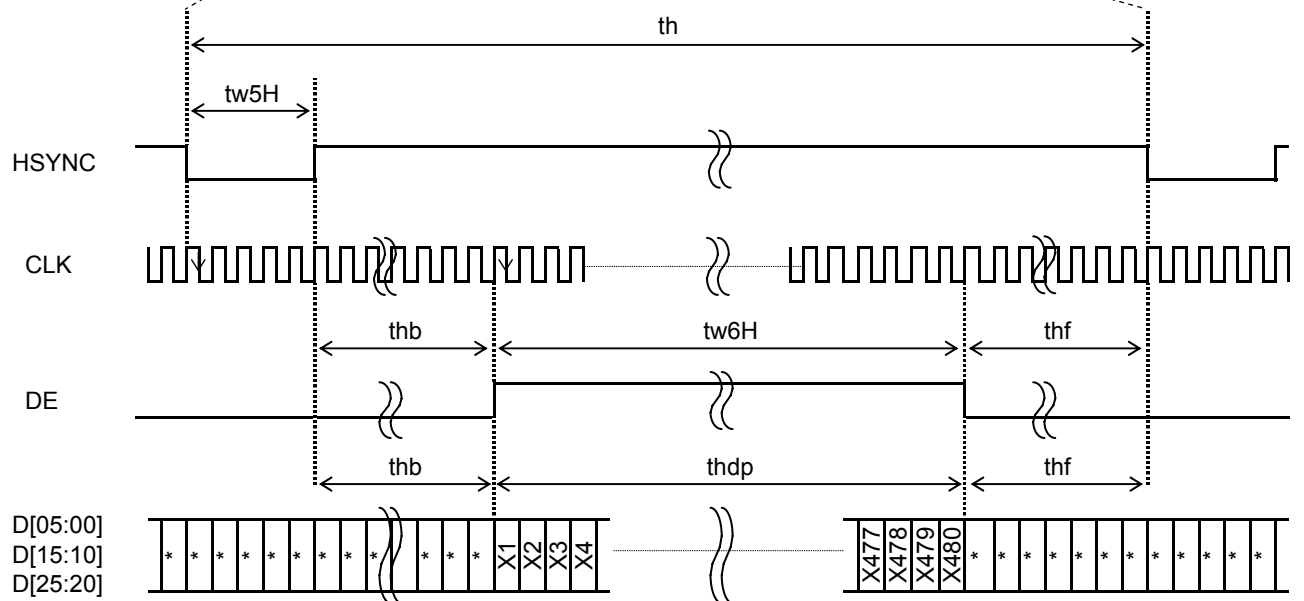 th
tw5H
HSYNC
CLK
thb tw6H thf
DE
thb thdp thf
D[05:00]
D[15:10]
D[25:20]
* * * * * * * * * * * * * X1 X2 X3 X4 X477 X478 X479 X480 * * * * * * * * * * * *